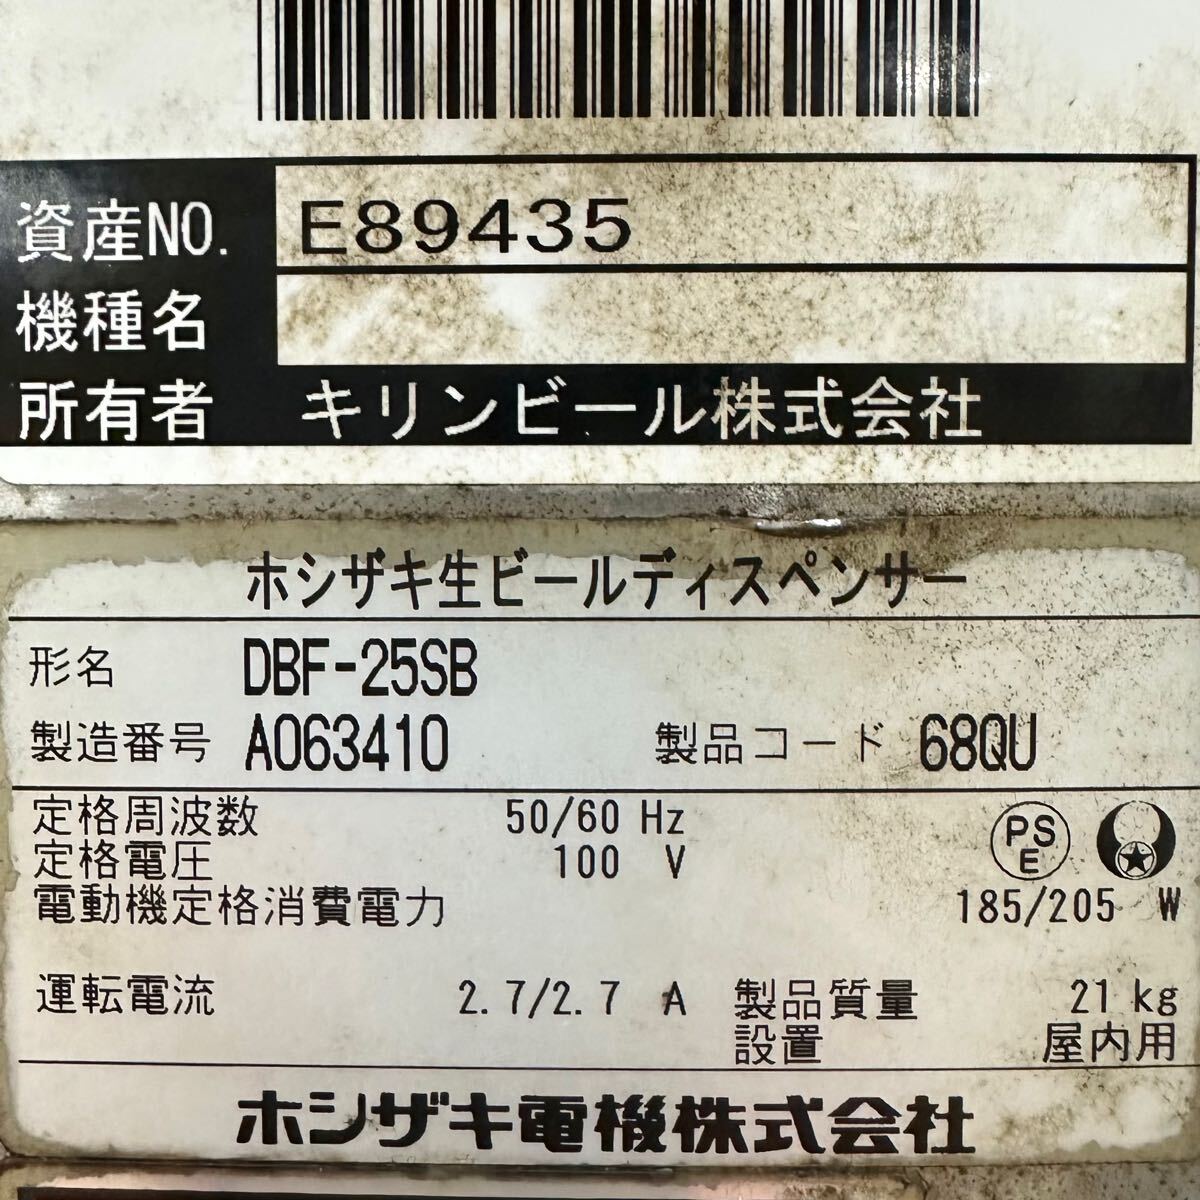 資産NO. E89435
機種名
所有者 キリンビール株式会社
ホシザキ生ビールディスペンサー
形名 DBF-25SB
製造番号 A063410 製品コード 68QU
定格周波数 50/60 Hz
定格電圧 100 V
PS
E
電動機定格消費電力 185/205 W
運転電流 2.7/2.7 A 製品質量 21 kg
設置 屋内用
ホシザキ電機株式会社